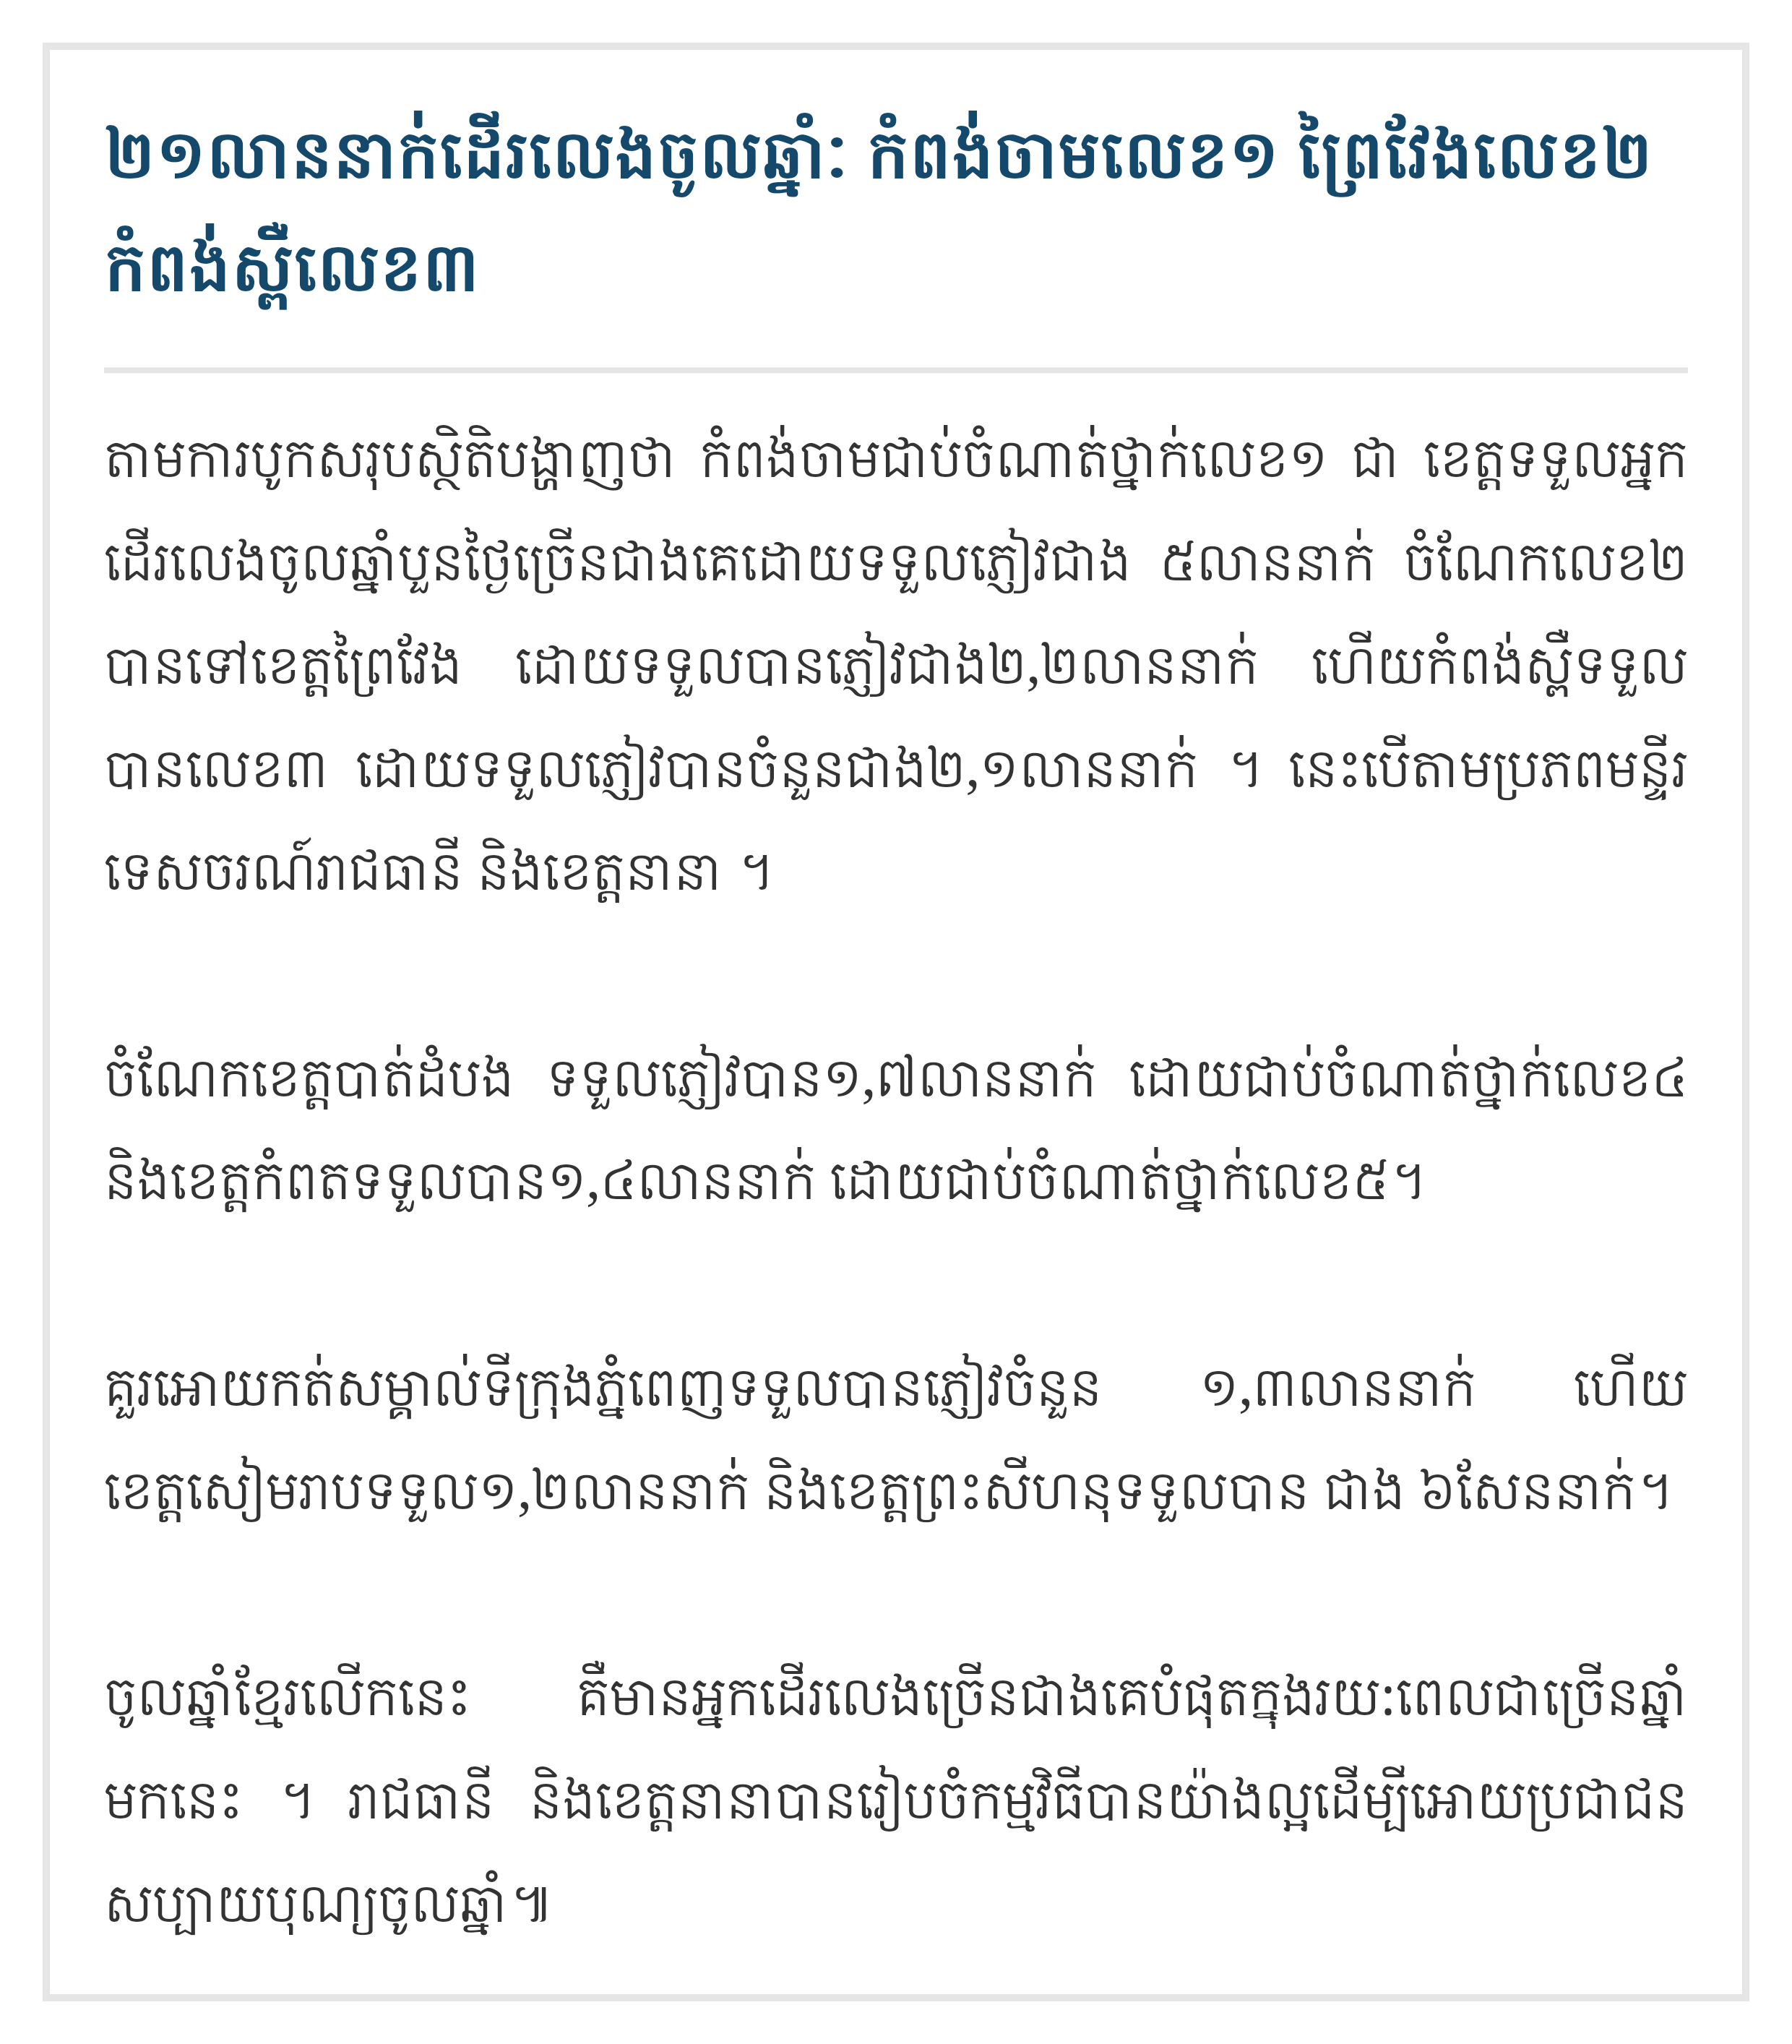 ២១លាននាក់ដើរលេងចូលឆ្នាំ: កំពង់ចាមលេខ១ ព្រៃវែងលេខ២
កំពង់ស្ពឺលេខ៣
តាមការបូកសរុបស្ថិតិបង្ហាញថា កំពង់ចាមជាប់ចំណាត់ថ្នាក់លេខ១ ជា ខេត្តទទួលអ្នក
ដើរលេងចូលឆ្នាំបួនថ្ងៃច្រើនជាងគេដោយទទួលភ្ញៀវជាង ៥លាននាក់ ចំណែកលេខ២
បានទៅខេត្តព្រៃវែង ដោយទទួលបានភ្ញៀវជាង២,២លាននាក់ ហើយកំពង់ស្ពឺទទួល
បានលេខ៣ ដោយទទួលភ្ញៀវបានចំនួនជាង២,១លាននាក់ ។ នេះបើតាមប្រភពមន្ទីរ
ទេសចរណ៍រាជធានី និងខេត្តនានា ។
ចំណែកខេត្តបាត់ដំបង ទទួលភ្ញៀវបាន១,៧លាននាក់ ដោយជាប់ចំណាត់ថ្នាក់លេខ៤
និងខេត្តកំពតទទួលបាន១,៤លាននាក់ ដោយជាប់ចំណាត់ថ្នាក់លេខ៥។
គួរអោយកត់សម្គាល់ទីក្រុងភ្នំពេញទទួលបានភ្ញៀវចំនួន ១,៣លាននាក់ ហើយ
ខេត្តសៀមរាបទទួល១,២លាននាក់ និងខេត្តព្រះសីហនុទទួលបាន ជាង ៦សែននាក់។
ចូលឆ្នាំខ្មែរលើកនេះ គឺមានអ្នកដើរលេងច្រើនជាងគេបំផុតក្នុងរយ:ពេលជាច្រើនឆ្នាំ
មកនេះ ។ រាជធានី និងខេត្តនានាបានរៀបចំកម្មវិធីបានយ៉ាងល្អដើម្បីអោយប្រជាជន
សប្បាយបុណ្យចូលឆ្នាំ៕